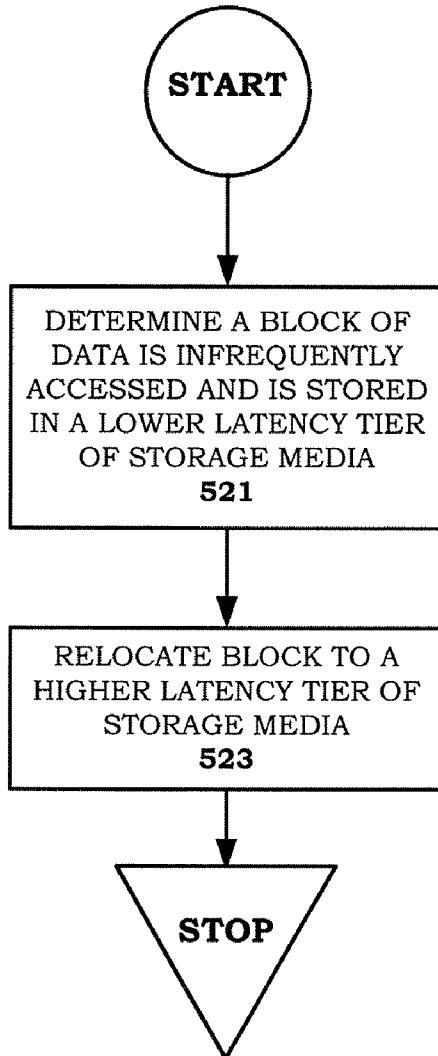 START
DETERMINE A BLOCK OF
DATA IS INFREQUENTLY
ACCESSED AND IS STORED
IN A LOWER LATENCY TIER
OF STORAGE MEDIA
521
RELOCATE BLOCK TO A
HIGHER LATENCY TIER OF
STORAGE MEDIA
523
STOP